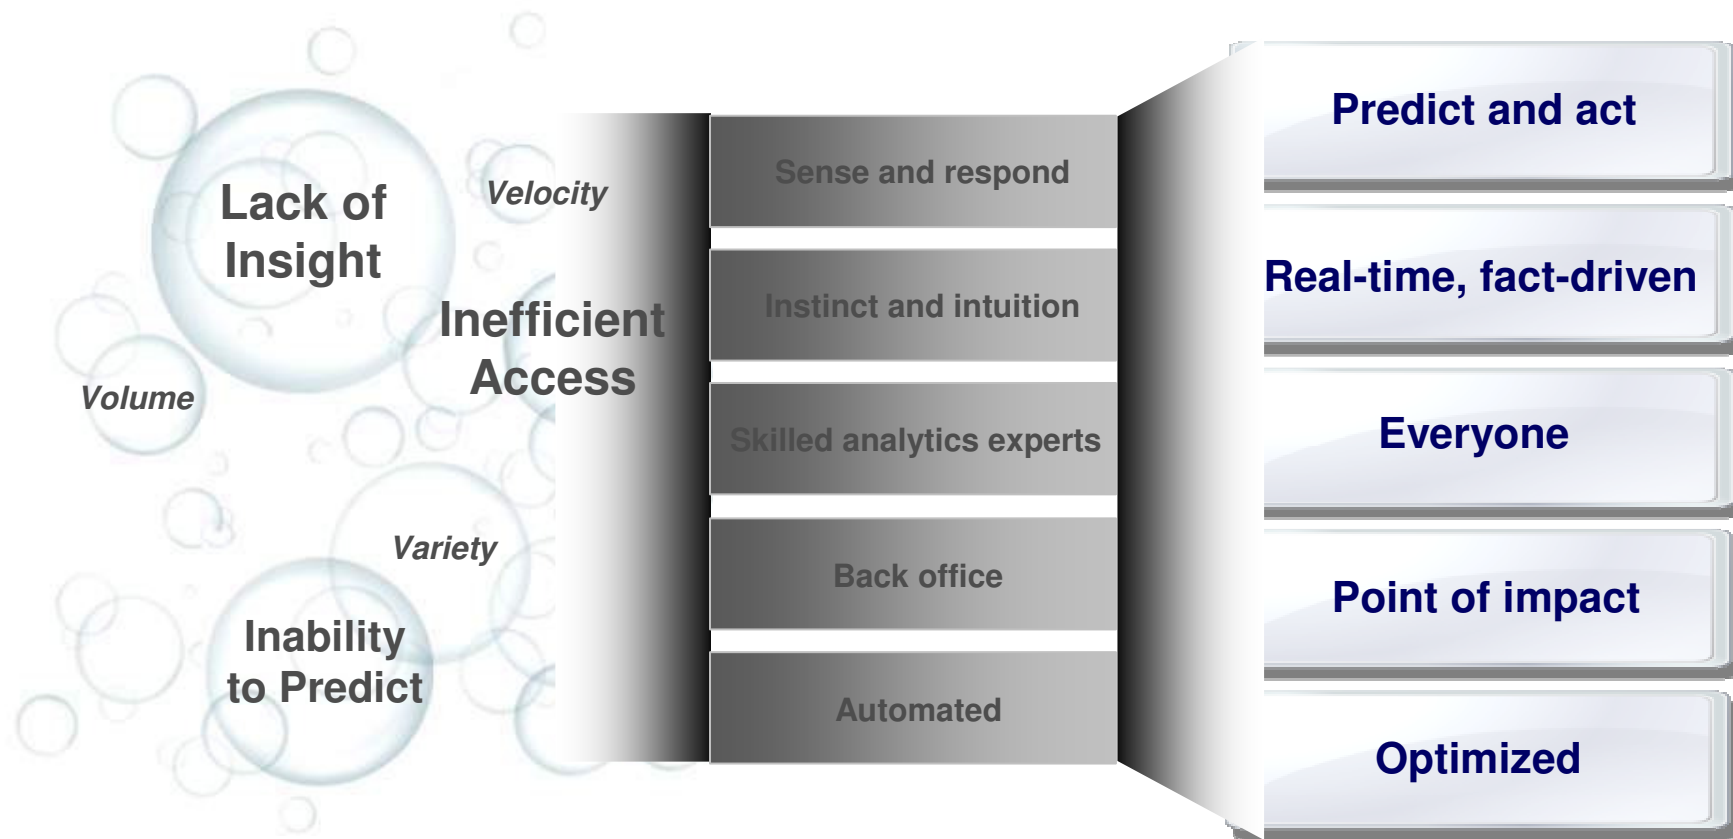 Lack of
Insight
Velocity
Inefficient
Access
Volume
Variety
Inability
to Predict
Sense and respond
Instinct and intuition
Skilled analytics experts
Back office
Automated
Predict and act
Real-time, fact-driven
Everyone
Point of impact
Optimized